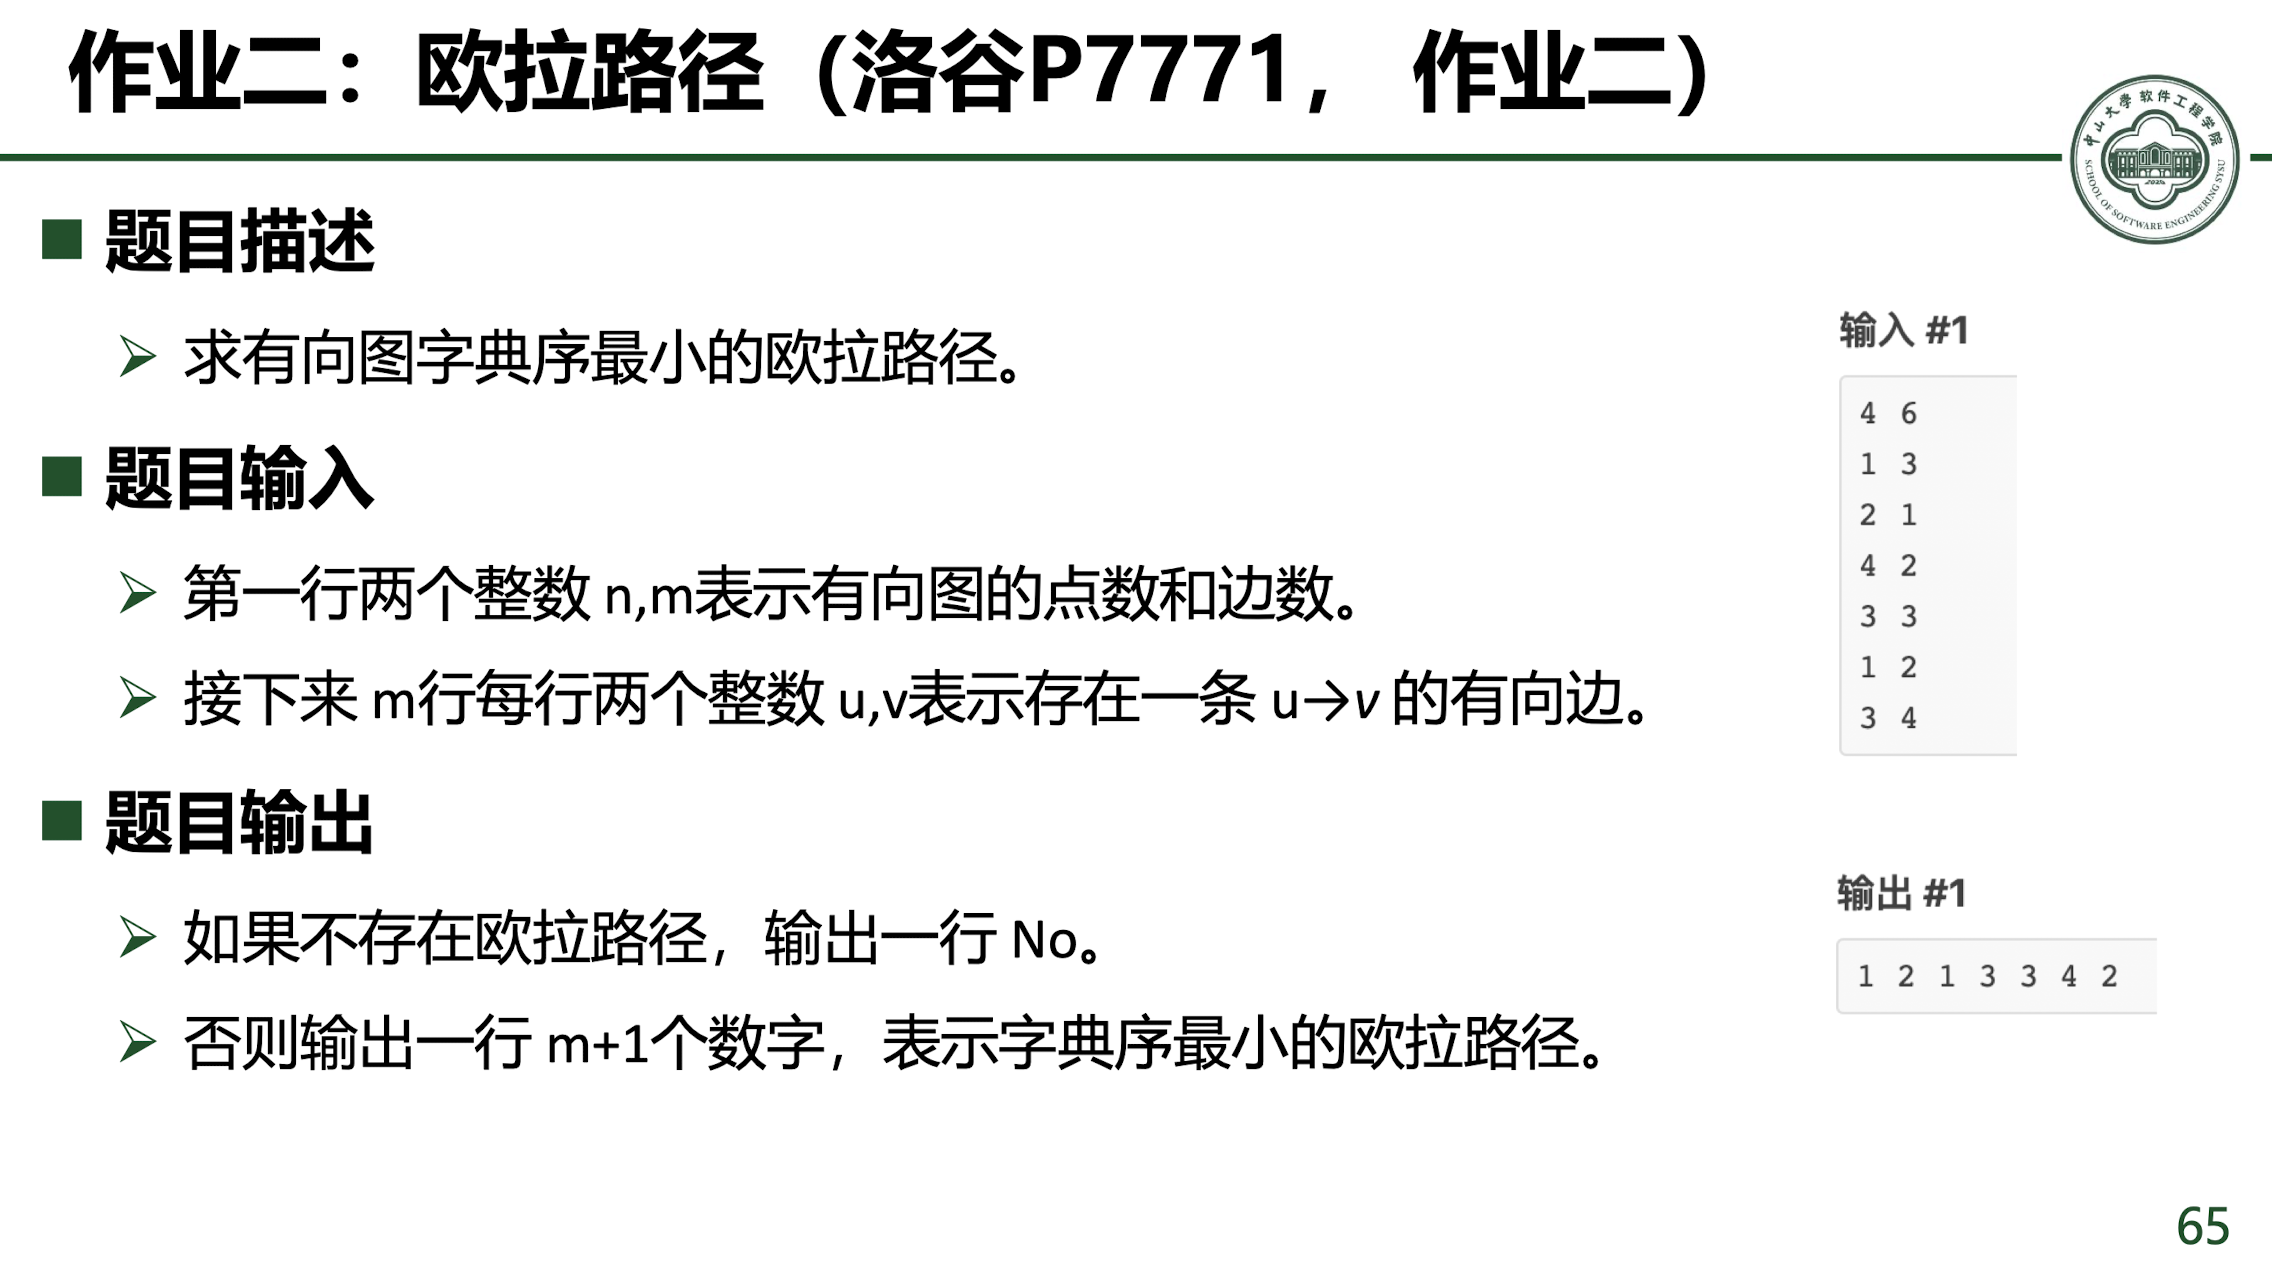 作业二：欧拉路径（洛谷P7771， 作业二）
中山大学软件工程学院
SCHOOL OF SOFTWARE ENGINEERING SYSU
题目描述
求有向图字典序最小的欧拉路径。
题目输入
第一行两个整数 n,m表示有向图的点数和边数。
接下来 m行每行两个整数 u,v表示存在一条 u→v 的有向边。
题目输出
如果不存在欧拉路径，输出一行 No。
否则输出一行 m+1个数字，表示字典序最小的欧拉路径。
输入 #1
4 6
1 3
2 1
4 2
3 3
1 2
3 4
输出 #1
1 2 1 3 3 4 2
65